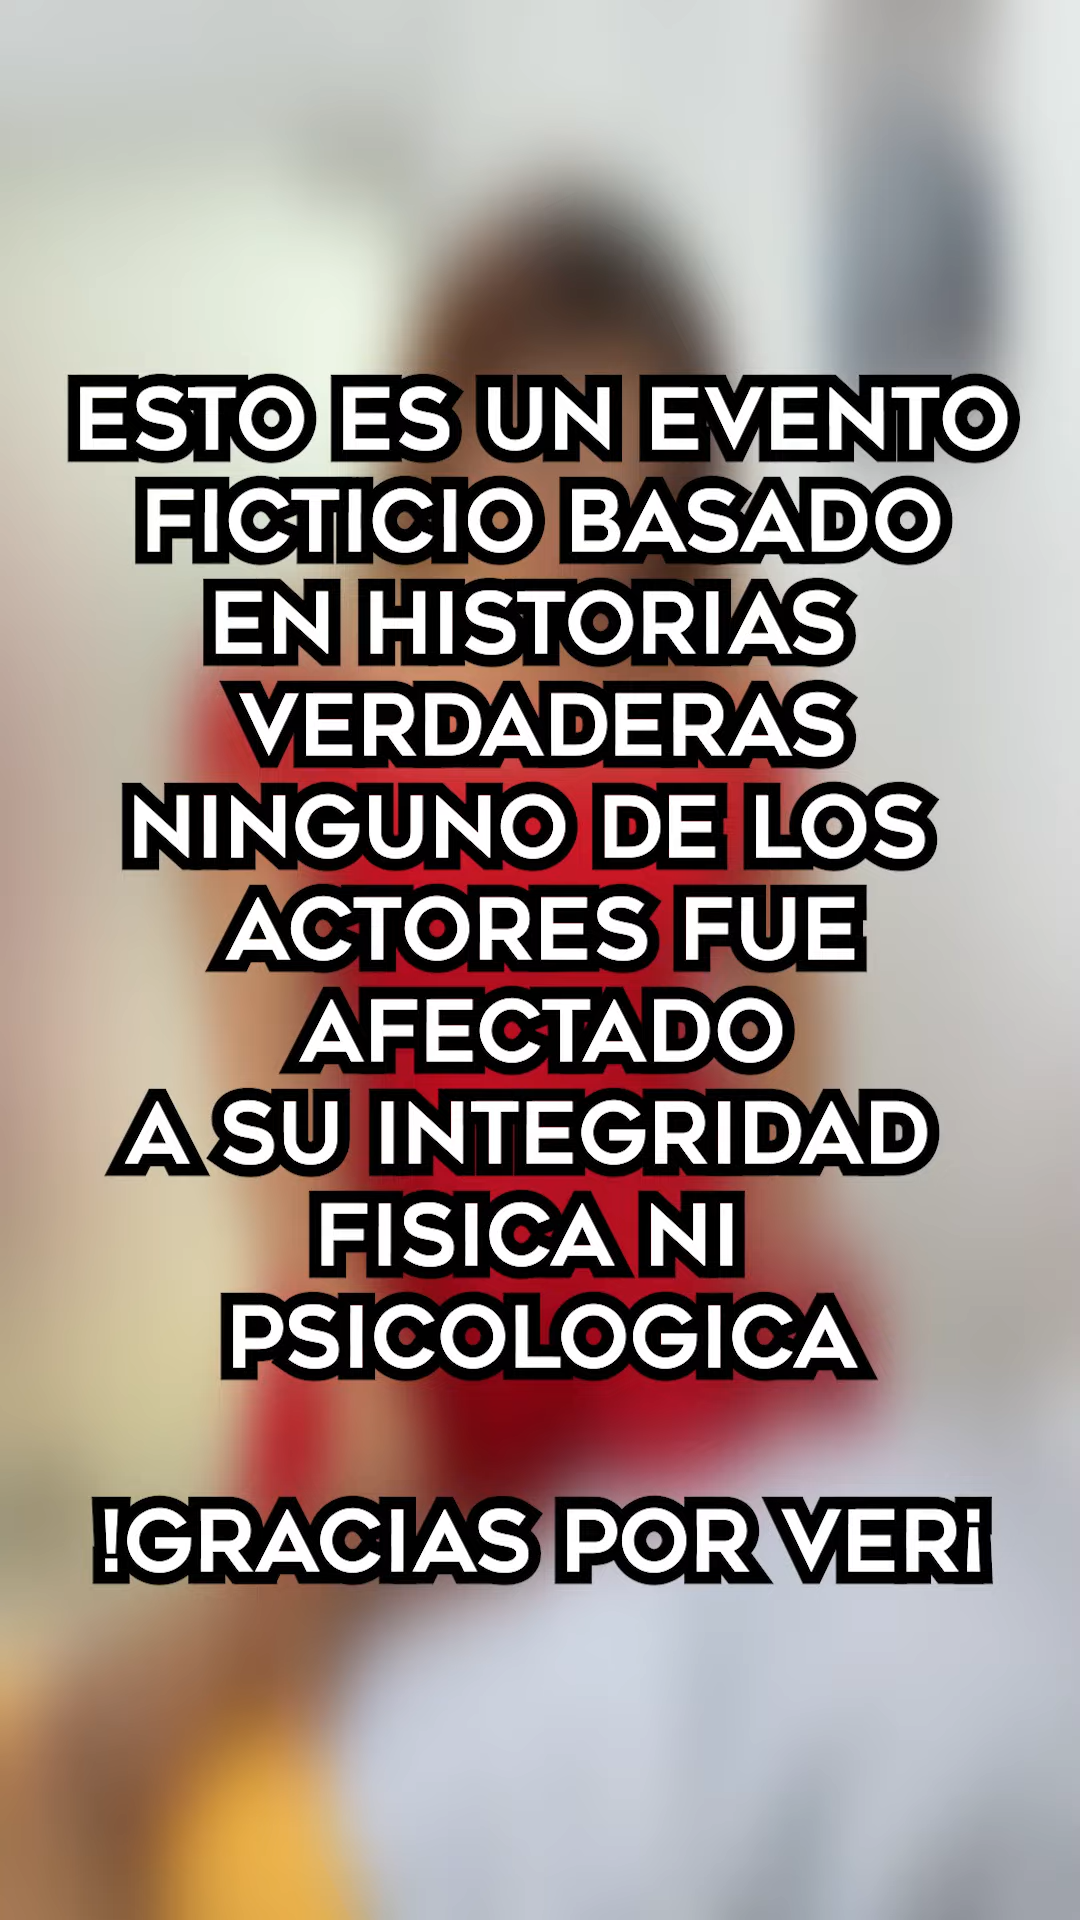 ESTO ES UN EVENTO
FICTICIO BASADO
EN HISTORIAS
VERDADERAS
NINGUNO DE LOS
ACTORES FUE
AFECTADO
A SU INTEGRIDAD
FISICA NI
PSICOLOGICA
!GRACIAS POR VER¡